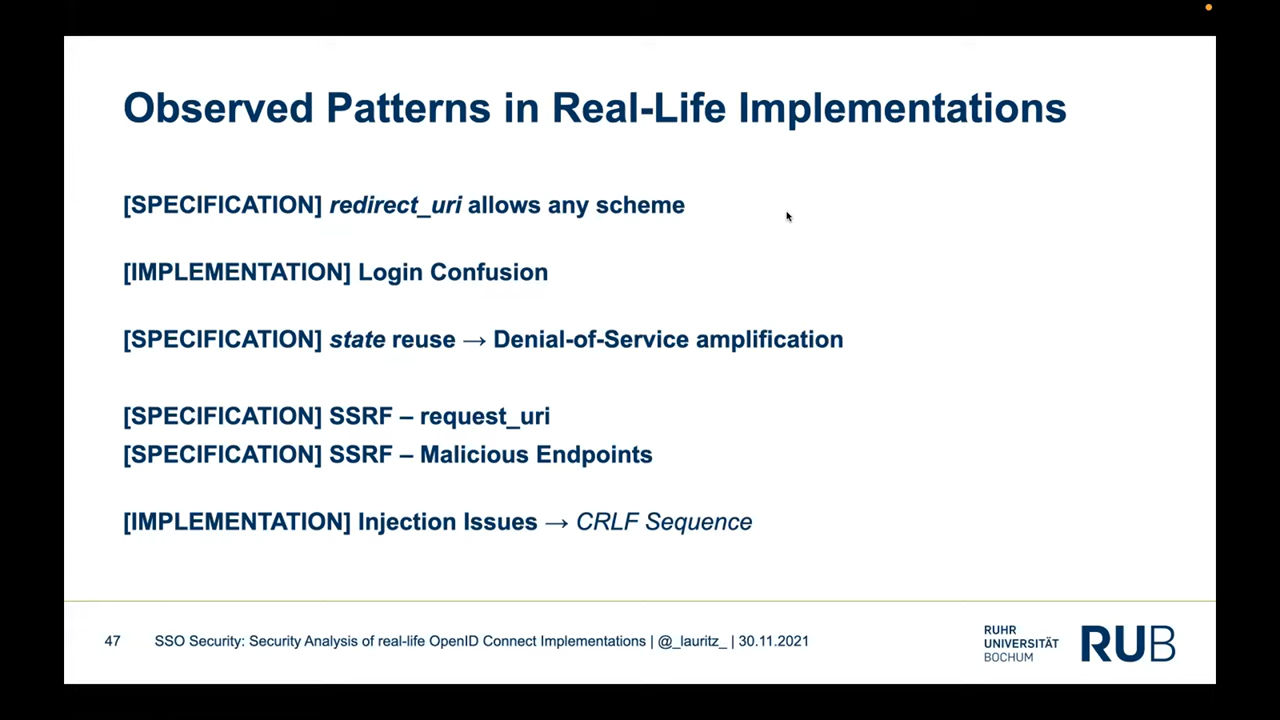 Observed Patterns in Real-Life Implementations
[SPECIFICATION] redirect_uri allows any scheme
[IMPLEMENTATION] Login Confusion
[SPECIFICATION] state reuse → Denial-of-Service amplification
[SPECIFICATION] SSRF – request_uri
[SPECIFICATION] SSRF – Malicious Endpoints
[IMPLEMENTATION] Injection Issues → CRLF Sequence
47 SSO Security: Security Analysis of real-life OpenID Connect Implementations | @_lauritz_ | 30.11.2021
RUHR
UNIVERSITÄT
BOCHUM
RUB